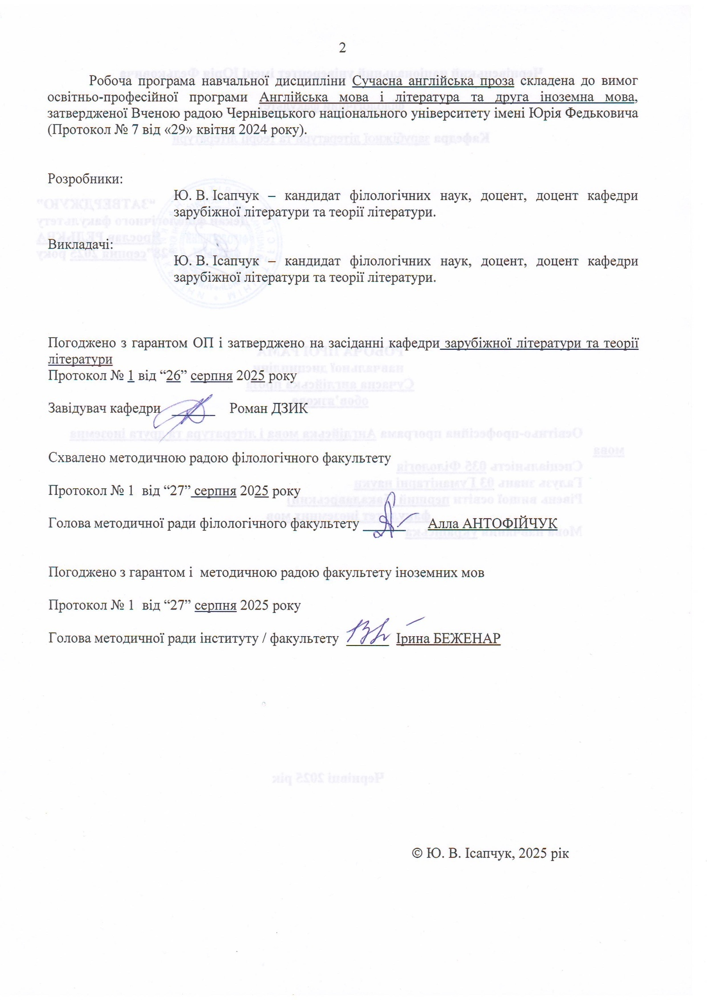 2
Робоча програма навчальної дисципліни Сучасна англійська проза складена до вимог
освітньо-професійної програми Англійська мова і література та друга іноземна мова,
затвердженої Вченою радою Чернівецького національного університету імені Юрія Федьковича
(Протокол № 7 від «29» квітня 2024 року).
Розробники:
Ю. В. Ісапчук – кандидат філологічних наук, доцент, доцент кафедри
зарубіжної літератури та теорії літератури.
Викладачі:
Ю. В. Ісапчук – кандидат філологічних наук, доцент, доцент кафедри
зарубіжної літератури та теорії літератури.
Погоджено з гарантом ОП і затверджено на засіданні кафедри зарубіжної літератури та теорії
літератури
Протокол № 1 від “26” серпня 2025 року
Завідувач кафедри ______ Роман ДЗИК
Схвалено методичною радою філологічного факультету
Протокол № 1 від “27” серпня 2025 року
Голова методичної ради філологічного факультету ______ Алла АНТОФІЙЧУК
Погоджено з гарантом і методичною радою факультету іноземних мов
Протокол № 1 від “27” серпня 2025 року
Голова методичної ради інституту / факультету ______ Ірина БЕЖЕНАР
© Ю. В. Ісапчук, 2025 рік